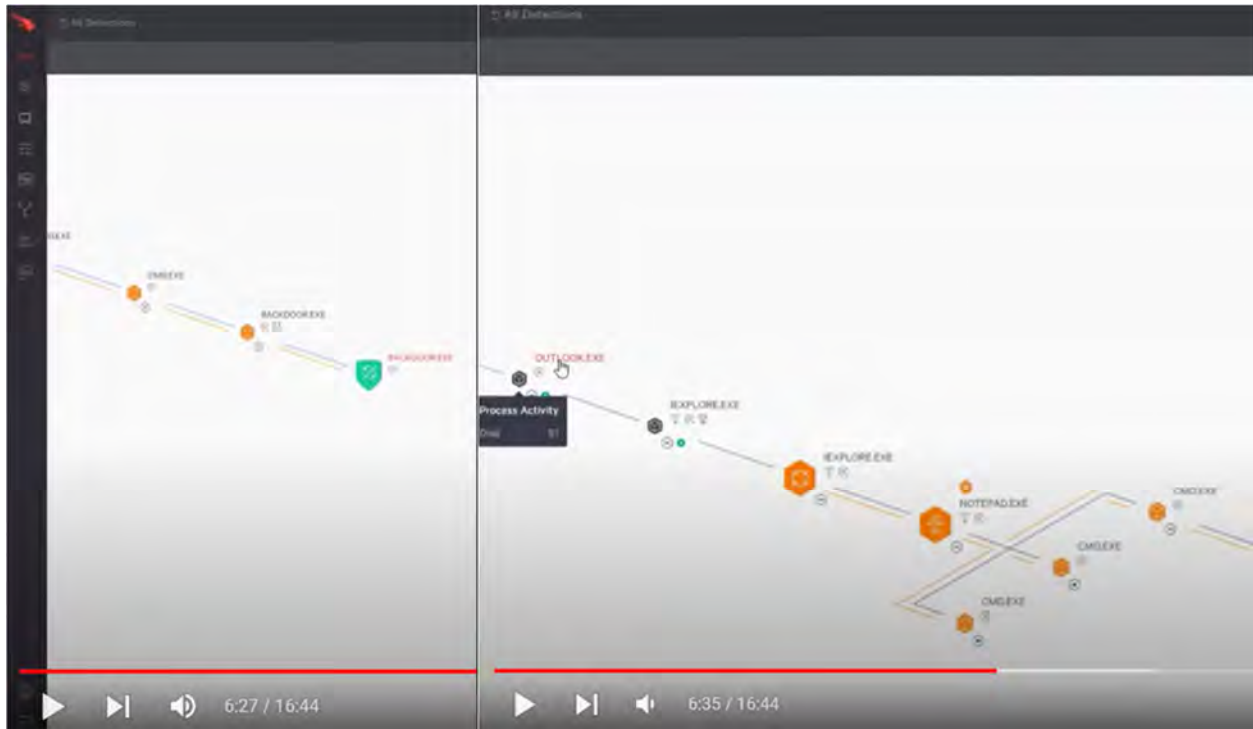 All Detections
CMD.EXE
BACKDOOR.EXE
BACKDOOR.EXE
6:27 / 16:44
All Detections
OUTLOOK.EXE
Process Activity
IEXPLORE.EXE
IEXPLORE.EXE
NOTEPAD.EXE
CMD.EXE
CMD.EXE
CMD.EXE
6:35 / 16:44